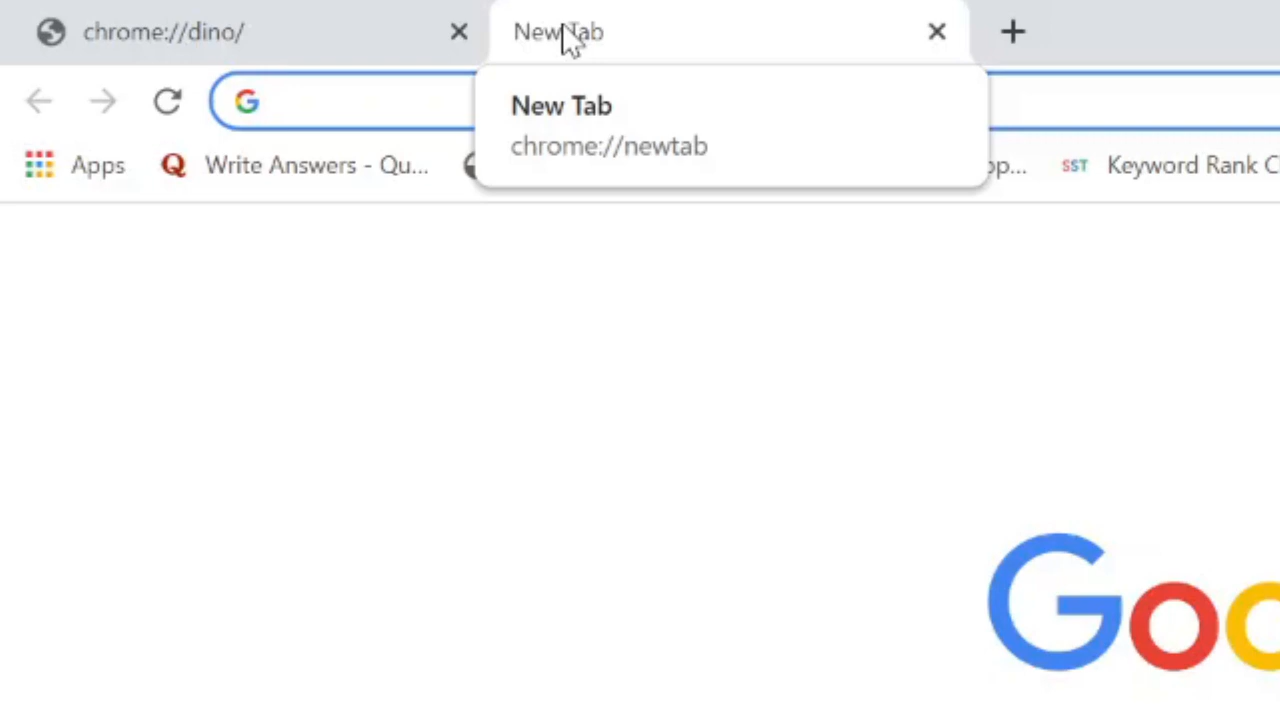 chrome://dino/
New Tab
New Tab
chrome://newtab
Apps
Write Answers - Qu...
op...
SST
Keyword Rank C
Goo